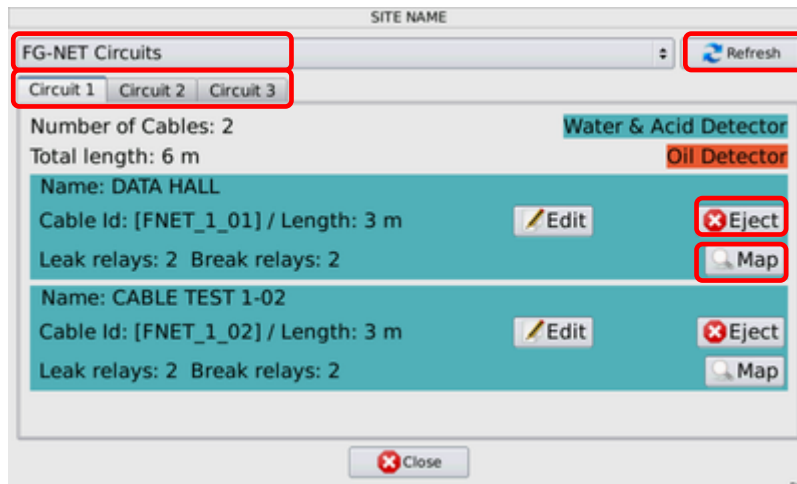 SITE NAME
FG-NET Circuits
Refresh
Circuit 1 Circuit 2 Circuit 3
Number of Cables: 2 Water & Acid Detector
Total length: 6 m Oil Detector
Name: DATA HALL
Cable Id: [FNET_1_01] / Length: 3 m Edit Eject
Leak relays: 2 Break relays: 2 Map
Name: CABLE TEST 1-02
Cable Id: [FNET_1_02] / Length: 3 m Edit Eject
Leak relays: 2 Break relays: 2 Map
Close